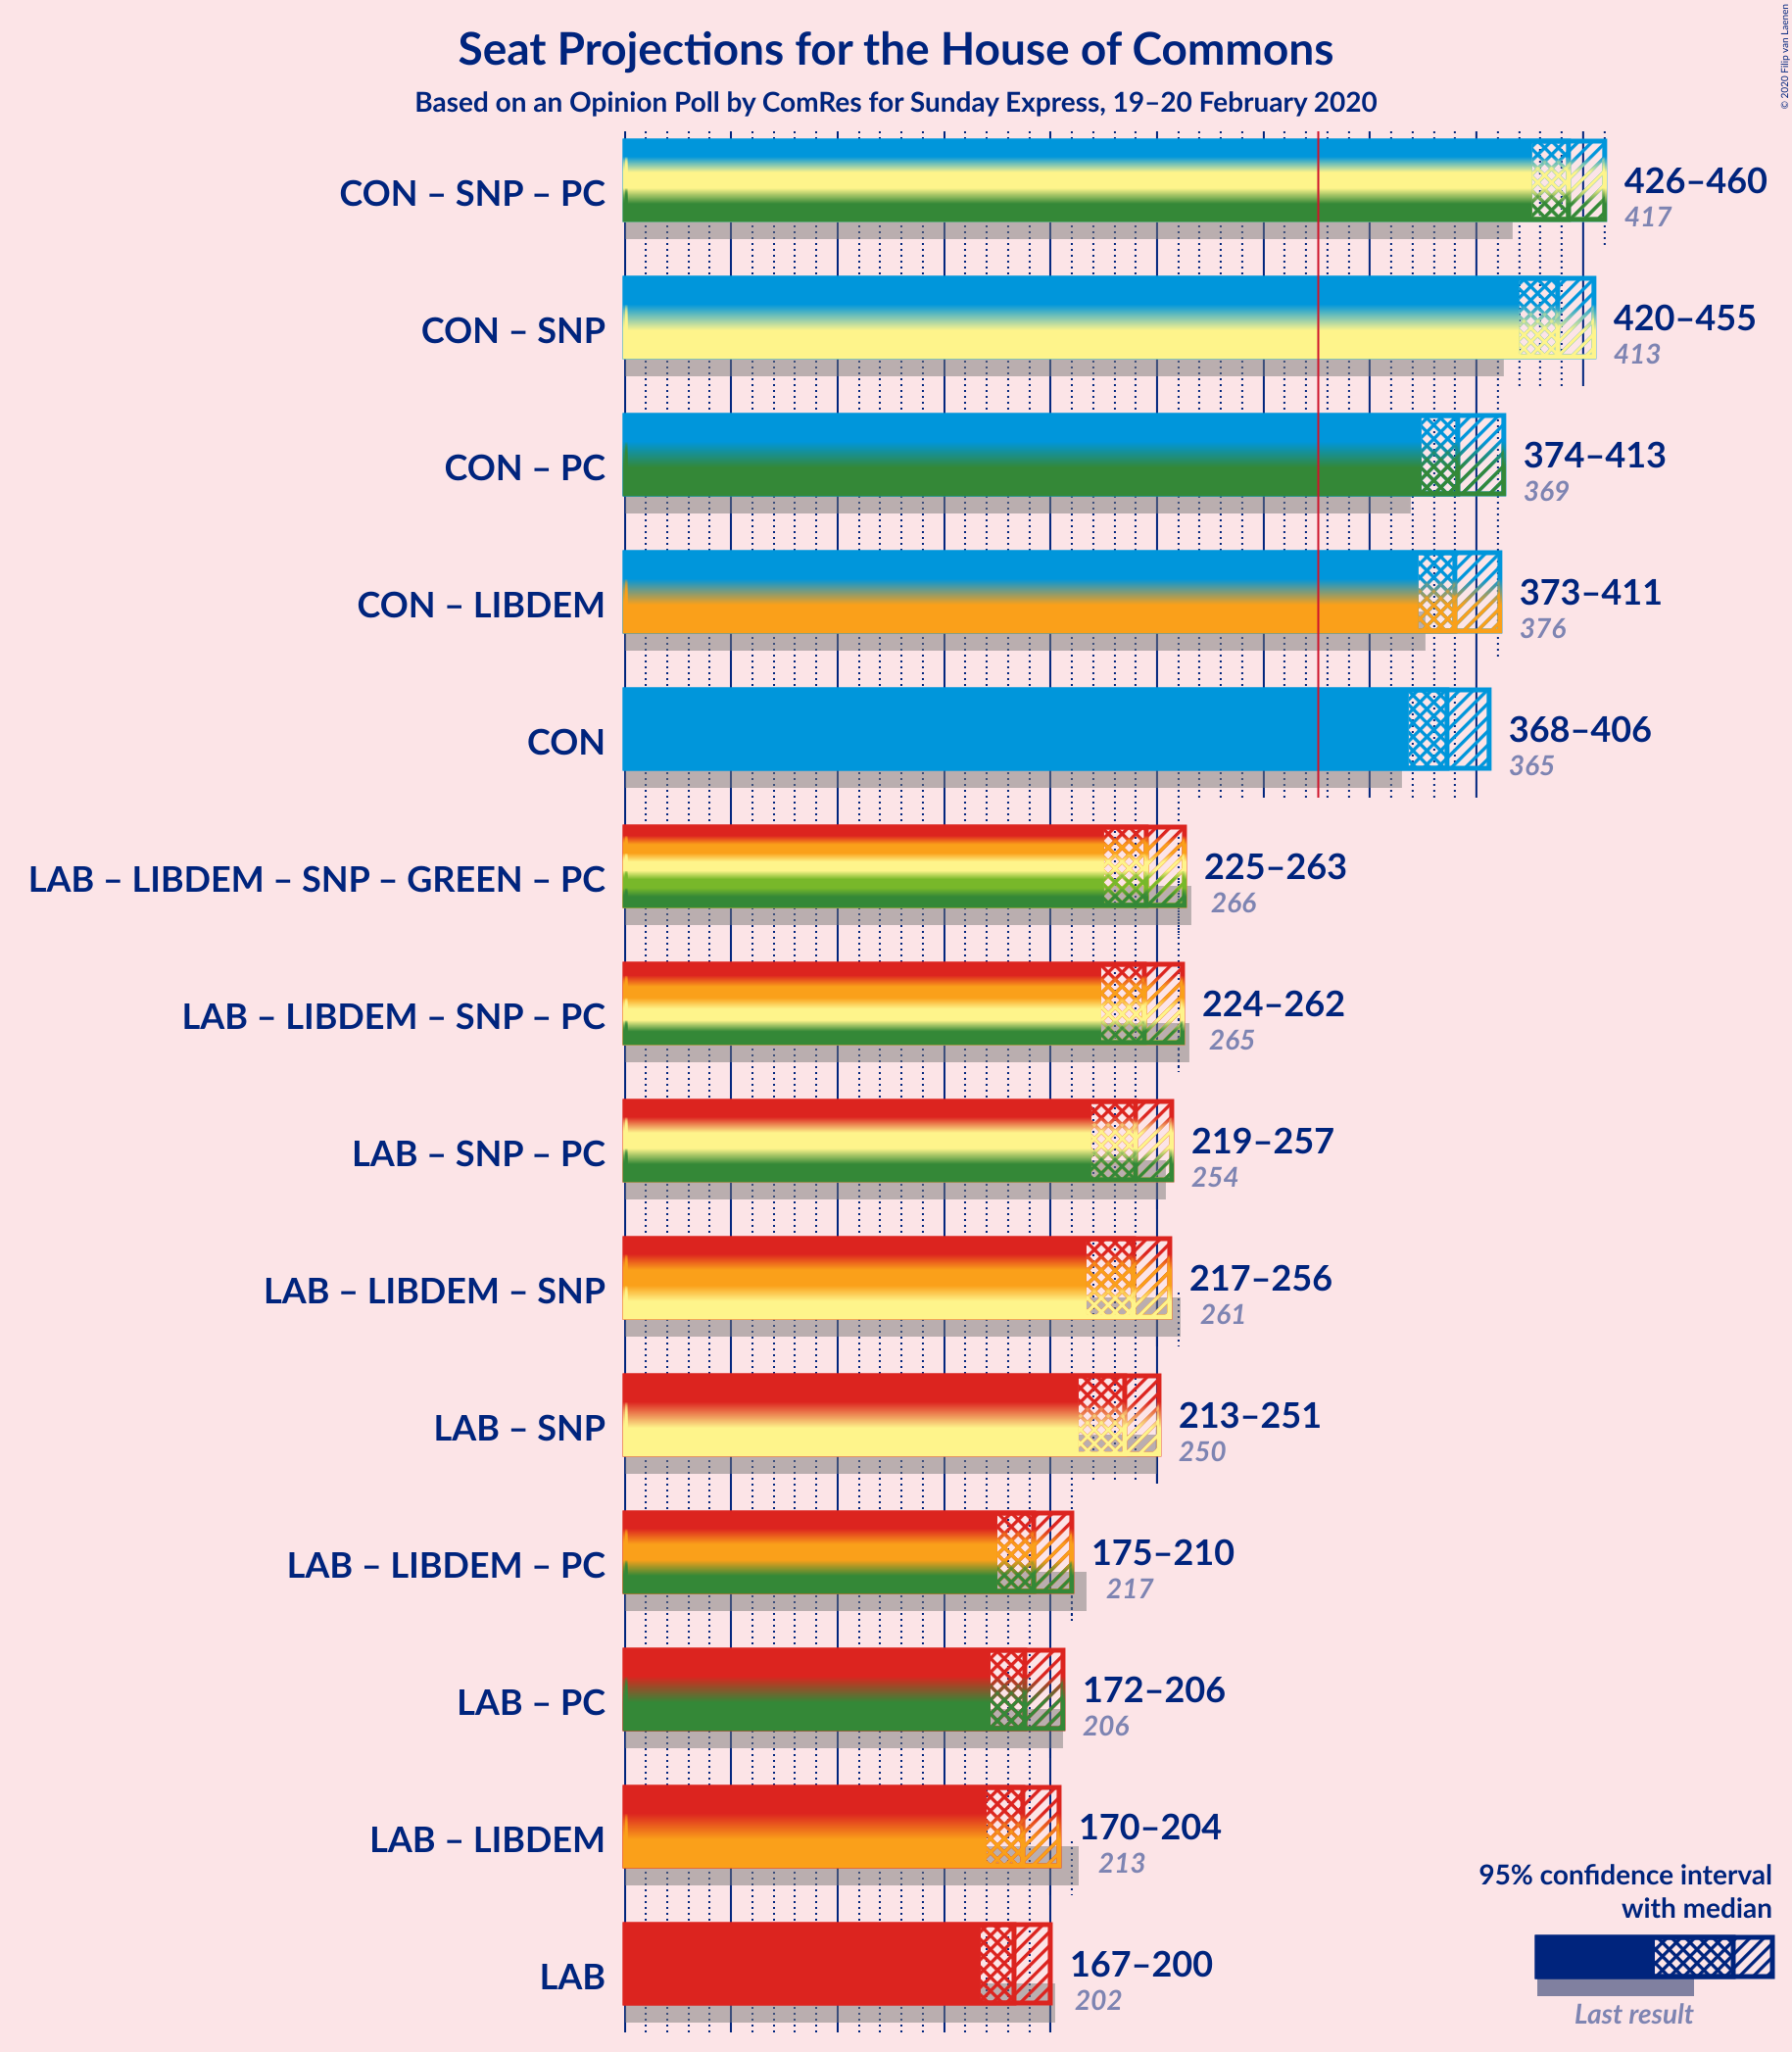 Seat Projections for the House of Commons
Based on an Opinion Poll by ComRes for Sunday Express, 19–20 February 2020
© 2020 Filip van Laenen
CON – SNP – PC
426–460
417
CON – SNP
420–455
413
CON – PC
374–413
369
CON – LIBDEM
373–411
376
CON
368–406
365
LAB – LIBDEM – SNP – GREEN – PC
225–263
266
LAB – LIBDEM – SNP – PC
224–262
265
LAB – SNP – PC
219–257
254
LAB – LIBDEM – SNP
217–256
261
LAB – SNP
213–251
250
LAB – LIBDEM – PC
175–210
217
LAB – PC
172–206
206
LAB – LIBDEM
170–204
213
LAB
167–200
202
95% confidence interval
with median
Last result